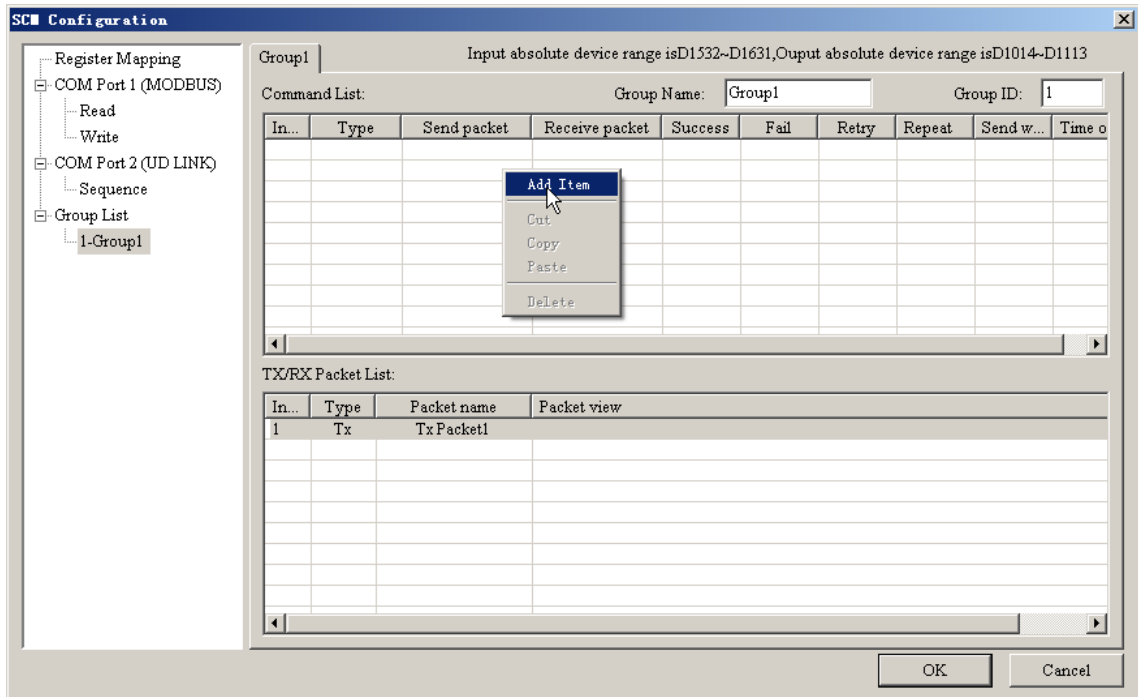 SCM Configuration
Register Mapping
COM Port 1 (MODBUS)
Read
Write
COM Port 2 (UD LINK)
Sequence
Group List
1-Group1
Group1
Input absolute device range isD1532~D1631,Ouput absolute device range isD1014~D1113
Command List: Group Name: Group1 Group ID: 1
In... Type Send packet Receive packet Success Fail Retry Repeat Send w... Time o
Add Item
Cut
Copy
Paste
Delete
TX/RX Packet List:
In... Type Packet name Packet view
1 Tx Tx Packet1
OK Cancel